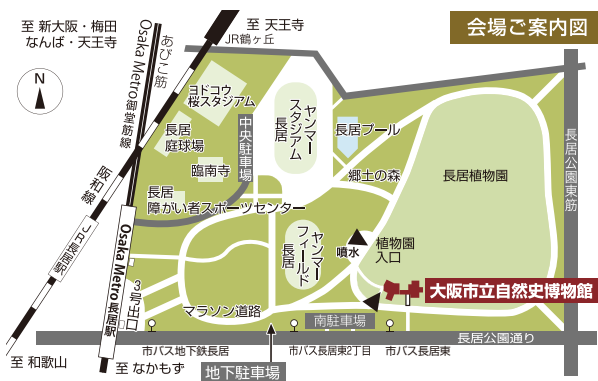 会場ご案内図
至 新大阪・梅田
なんば・天王寺
至 天王寺
JR鶴ヶ丘
N
あびこ筋
Osaka Metro 御堂筋線
阪和線
JR長居駅
Osaka Metro 長居駅
3号出口
ヨドコウ
桜スタジアム
長居
庭球場
臨南寺
中央駐車場
ヤンマー
スタジアム
長居
長居プール
郷土の森
長居植物園
長居公園東筋
長居
障がい者スポーツセンター
ヤンマー
フィールド
長居
噴水
植物園
入口
大阪市立自然史博物館
マラソン道路
南駐車場
長居公園通り
市バス地下鉄長居
市バス長居東2丁目
市バス長居東
至 和歌山
至 なかもず
地下駐車場